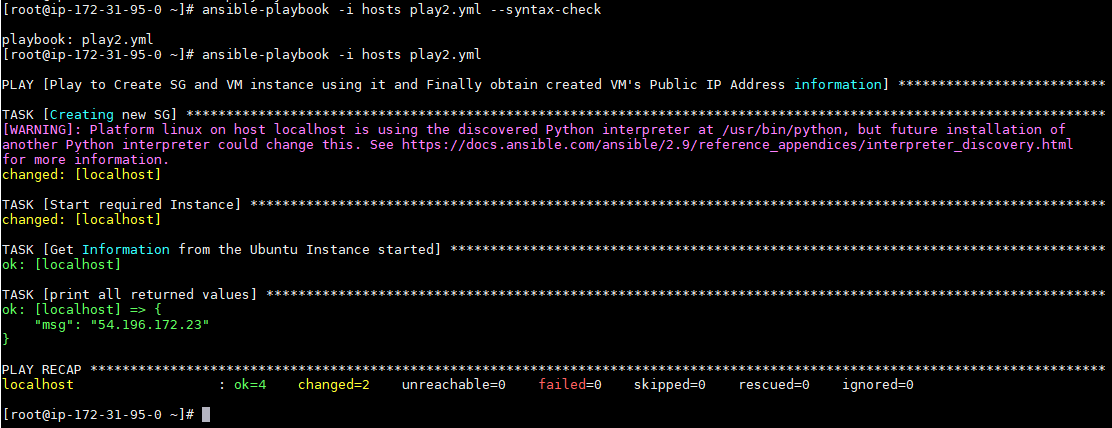 [root@ip-172-31-95-0 ~]# ansible-playbook -i hosts play2.yml --syntax-check
playbook: play2.yml
[root@ip-172-31-95-0 ~]# ansible-playbook -i hosts play2.yml
PLAY [Play to Create SG and VM instance using it and Finally obtain created VM's Public IP Address information] **************************
TASK [Creating new SG] *******************************************************************************************************************
[WARNING]: Platform linux on host localhost is using the discovered Python interpreter at /usr/bin/python, but future installation of
another Python interpreter could change this. See https://docs.ansible.com/ansible/2.9/reference_appendices/interpreter_discovery.html
for more information.
changed: [localhost]
TASK [Start required Instance] ***********************************************************************************************************
changed: [localhost]
TASK [Get Information from the Ubuntu Instance started] **********************************************************************************
ok: [localhost]
TASK [print all returned values] *********************************************************************************************************
ok: [localhost] => {
    "msg": "54.196.172.23"
}
PLAY RECAP *******************************************************************************************************************************
localhost                  : ok=4    changed=2    unreachable=0    failed=0    skipped=0    rescued=0    ignored=0
[root@ip-172-31-95-0 ~]#